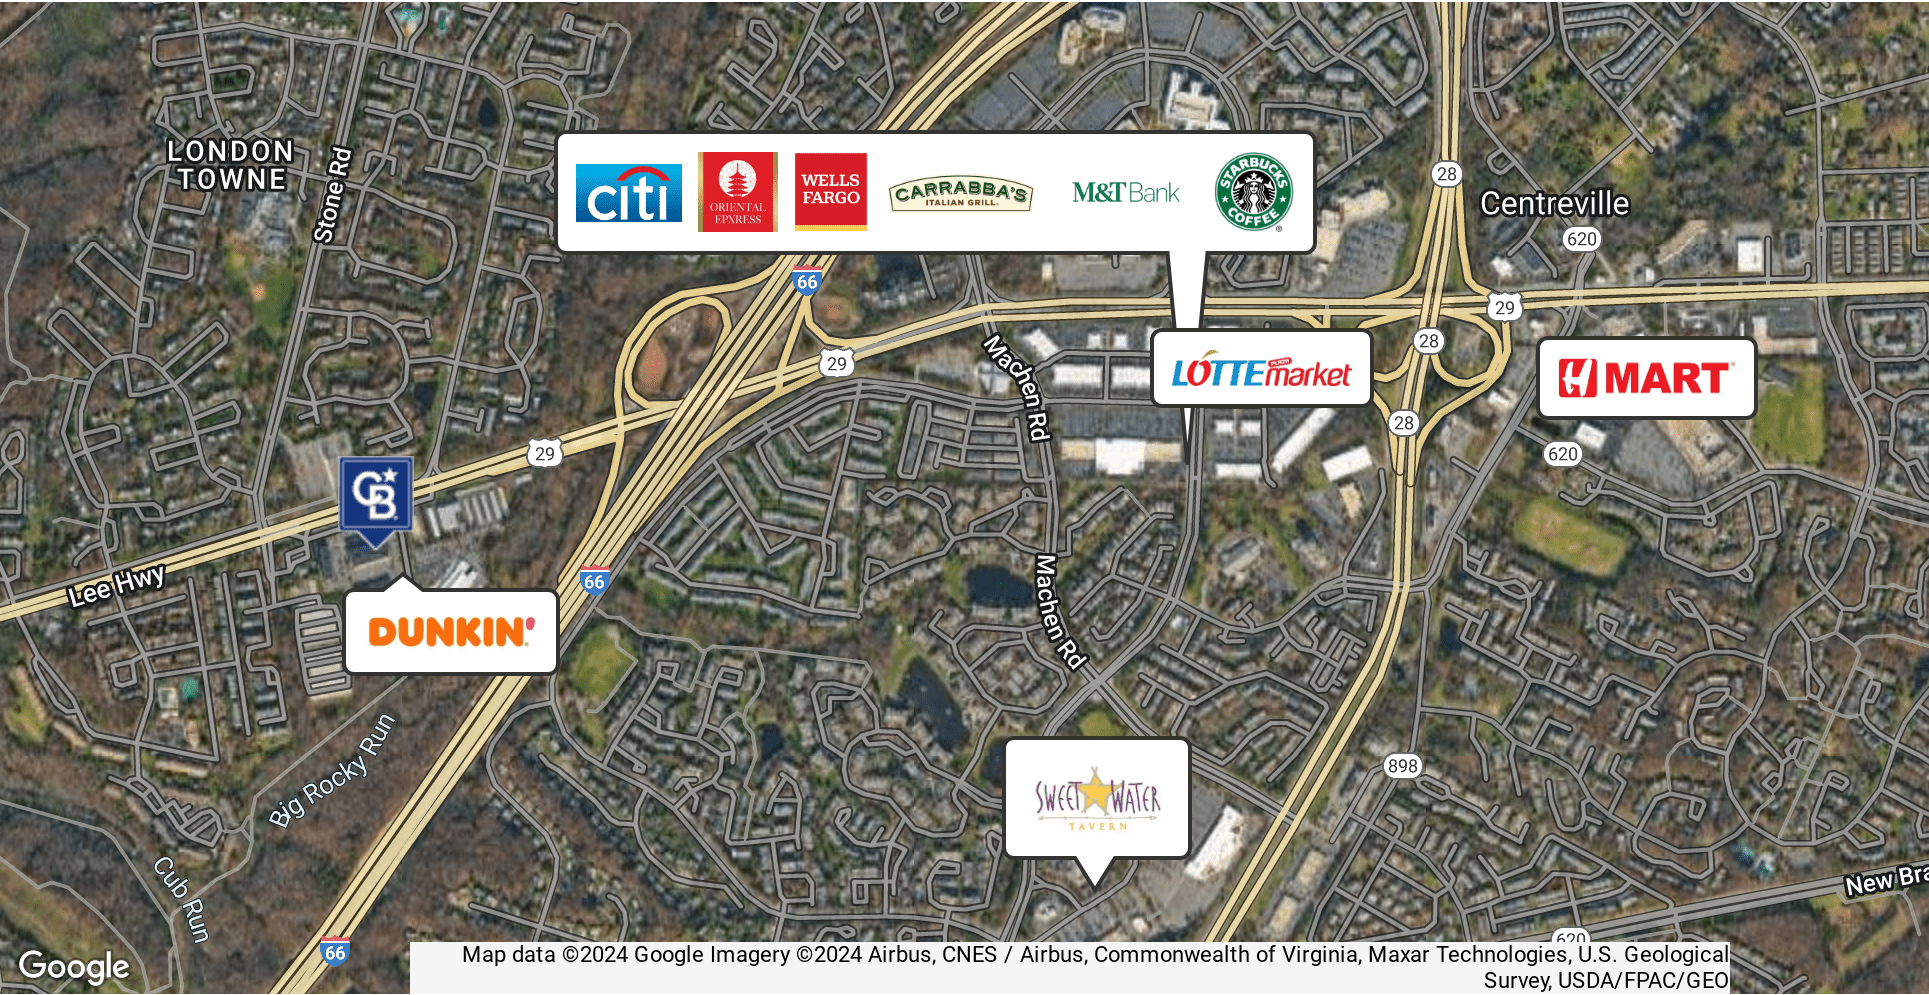 LONDON
TOWNE
Stone Rd
citi
ORIENTAL
EPXRESS
WELLS
FARGO
CARRABBA'S
ITALIAN GRILL.
M&T Bank
STARBUCKS
COFFEE
®
28
Centreville
620
66
29
29
28
Machen Rd
LOTTE PLAZA market
H MART
28
29
620
CB
Lee Hwy
66
DUNKIN'
Machen Rd
Big Rocky Run
SWEET WATER
TAVERN
898
Cub Run
New Bra
620
66
Google
Map data ©2024 Google Imagery ©2024 Airbus, CNES / Airbus, Commonwealth of Virginia, Maxar Technologies, U.S. Geological
Survey, USDA/FPAC/GEO